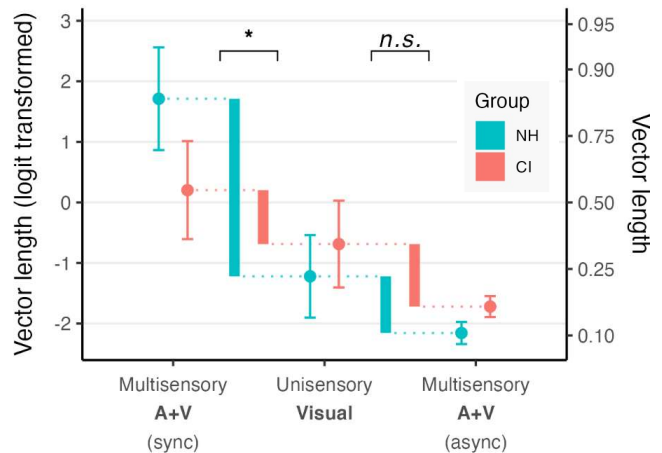 Vector length (logit transformed)
3
2
1
0
-1
-2
*
n.s.
Group
NH
CI
0.95
0.90
0.75
0.50
0.25
0.10
Vector length
Multisensory
A+V
(sync)
Unisensory
Visual
Multisensory
A+V
(async)